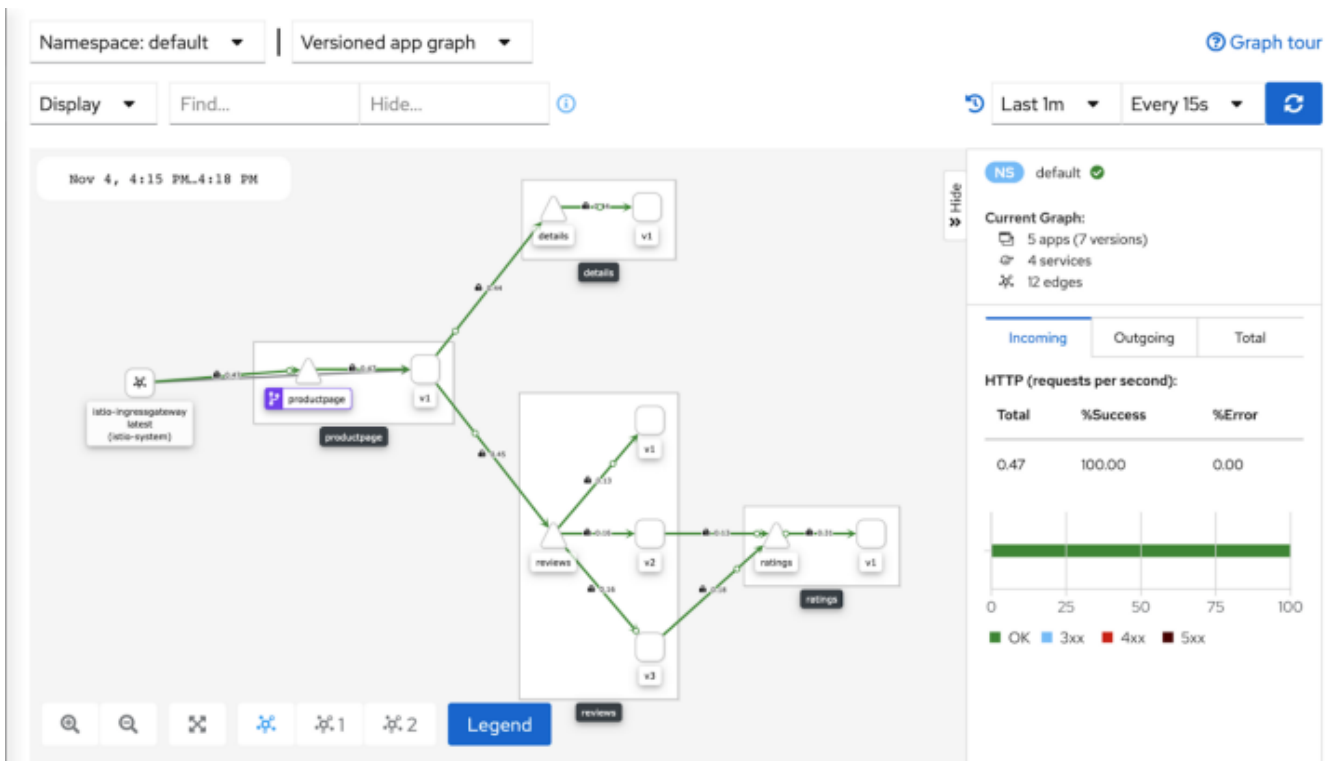 Namespace: default
Versioned app graph
Graph tour
Display
Find...
Hide...
Last 1m
Every 15s
Nov 4, 4:15 PM…4:18 PM
Hide
NS default
Current Graph:
5 apps (7 versions)
4 services
12 edges
Incoming
Outgoing
Total
HTTP (requests per second):
Total %Success %Error
0.47 100.00 0.00
0 25 50 75 100
OK 3xx 4xx 5xx
details
v1
details
istio-ingressgateway
latest
(istio-system)
productpage
v1
productpage
v1
reviews
v2
v3
reviews
ratings
v1
ratings
1
2
Legend